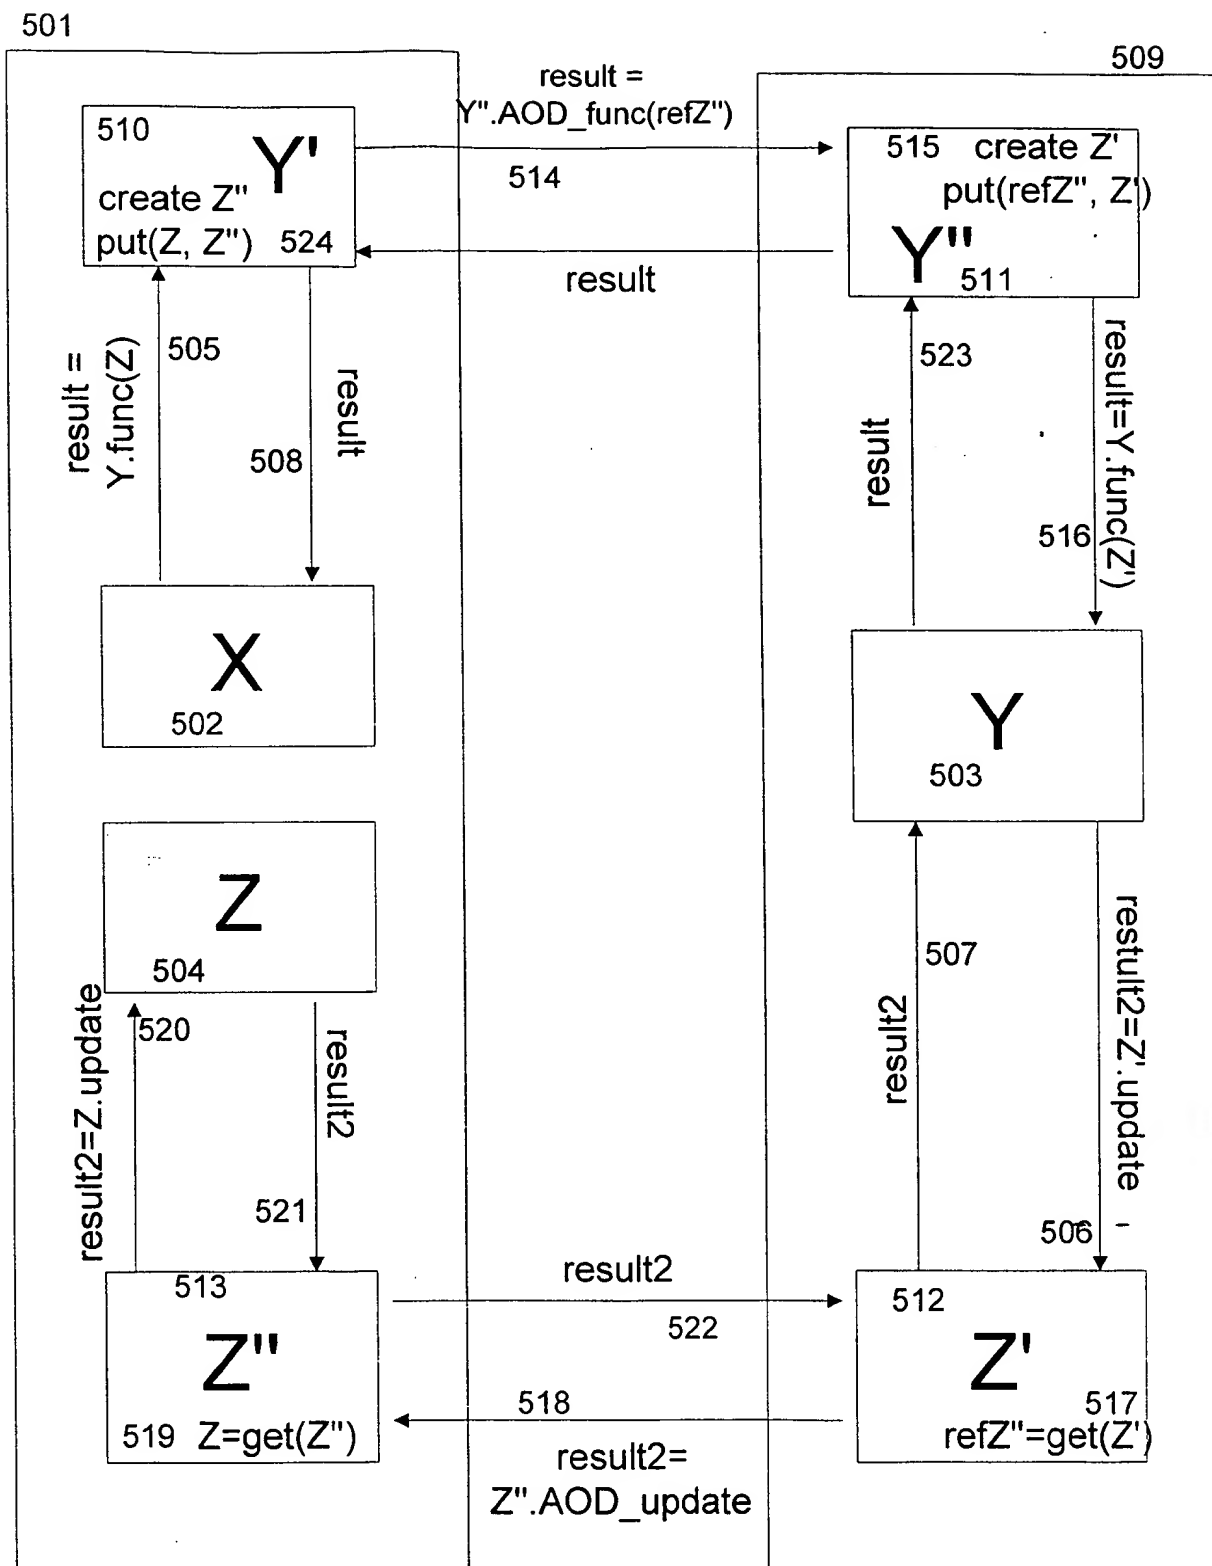 501
509
result =
Y".AOD_func(refZ")
514
510
Y'
create Z"
put(Z, Z")
524
515
create Z'
put(refZ", Z')
Y"
511
result
result =
Y.func(Z)
505
508
result
523
result
result=Y.func(Z')
516
X
502
Y
503
Z
504
result2=Z.update
520
result2
521
507
result2
restult2=Z'.update
506
513
Z"
519
Z=get(Z")
result2
522
518
result2=
Z".AOD_update
512
Z'
517
refZ"=get(Z')